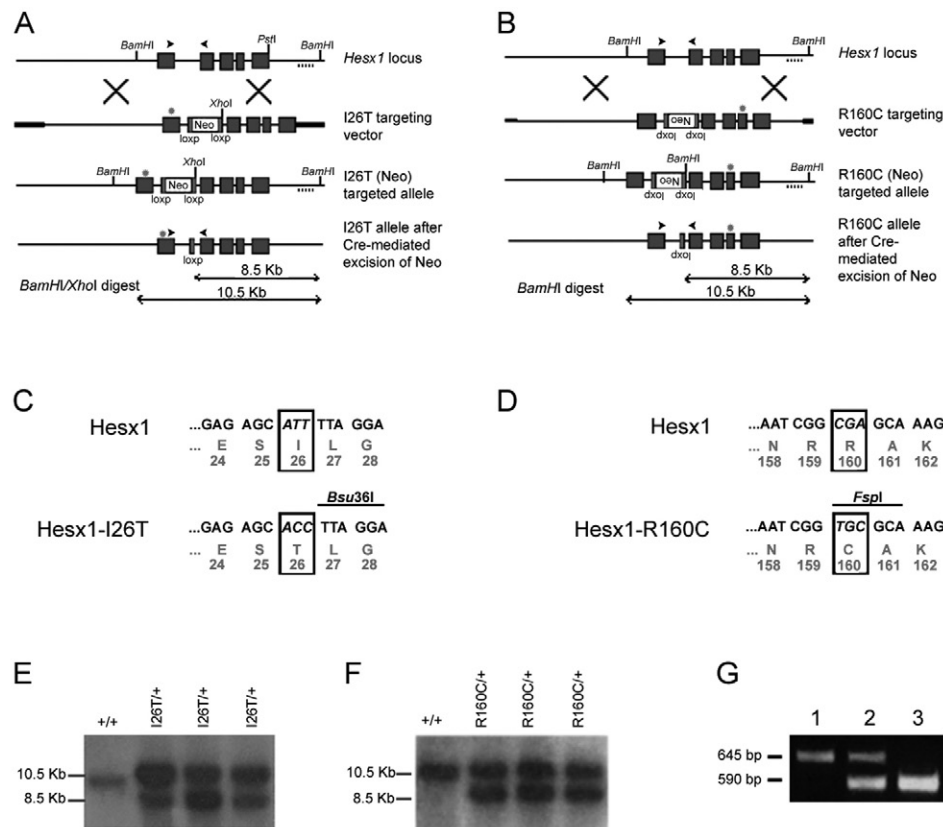 A
BamHI
PstI
BamHI
Hesx1 locus
XhoI
Neo
loxp
loxp
I26T targeting
vector
BamHI
XhoI
BamHI
Neo
loxp
loxp
I26T (Neo)
targeted allele
loxp
I26T allele after
Cre-mediated
excision of Neo
8.5 Kb
BamHI/XhoI digest
10.5 Kb
B
BamHI
BamHI
Hesx1 locus
Neo
loxp
loxp
R160C targeting
vector
BamHI
BamHI
BamHI
Neo
loxp
loxp
R160C (Neo)
targeted allele
loxp
R160C allele
after Cre-
mediated
excision of Neo
8.5 Kb
BamHI digest
10.5 Kb
C
Hesx1
...GAG AGC ATT TTA GGA
... E S I L G
24 25 26 27 28
Bsu36I
Hesx1-I26T
...GAG AGC ACC TTA GGA
... E S T L G
24 25 26 27 28
D
Hesx1
...AAT CGG CGA GCA AAG
... N R R A K
158 159 160 161 162
FspI
Hesx1-R160C
...AAT CGG TGC GCA AAG
... N R C A K
158 159 160 161 162
E
+/+
I26T/+
I26T/+
I26T/+
10.5 Kb
8.5 Kb
F
+/+
R160C/+
R160C/+
R160C/+
10.5 Kb
8.5 Kb
G
1 2 3
645 bp
590 bp